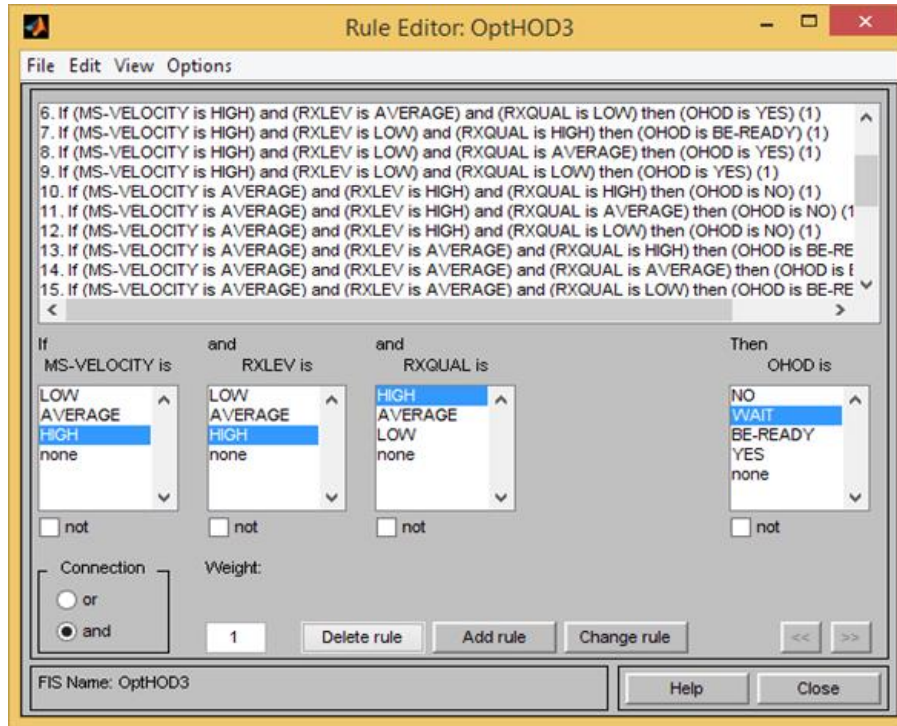 Rule Editor: OptHOD3
File Edit View Options
6. If (MS-VELOCITY is HIGH) and (RXLEV is AVERAGE) and (RXQUAL is LOW) then (OHOD is YES) (1)
7. If (MS-VELOCITY is HIGH) and (RXLEV is LOW) and (RXQUAL is HIGH) then (OHOD is BE-READY) (1)
8. If (MS-VELOCITY is HIGH) and (RXLEV is LOW) and (RXQUAL is AVERAGE) then (OHOD is YES) (1)
9. If (MS-VELOCITY is HIGH) and (RXLEV is LOW) and (RXQUAL is LOW) then (OHOD is YES) (1)
10. If (MS-VELOCITY is AVERAGE) and (RXLEV is HIGH) and (RXQUAL is HIGH) then (OHOD is NO) (1)
11. If (MS-VELOCITY is AVERAGE) and (RXLEV is HIGH) and (RXQUAL is AVERAGE) then (OHOD is NO) (1
12. If (MS-VELOCITY is AVERAGE) and (RXLEV is HIGH) and (RXQUAL is LOW) then (OHOD is NO) (1)
13. If (MS-VELOCITY is AVERAGE) and (RXLEV is AVERAGE) and (RXQUAL is HIGH) then (OHOD is BE-RE
14. If (MS-VELOCITY is AVERAGE) and (RXLEV is AVERAGE) and (RXQUAL is AVERAGE) then (OHOD is
15. If (MS-VELOCITY is AVERAGE) and (RXLEV is AVERAGE) and (RXQUAL is LOW) then (OHOD is BE-RE
If and and Then
MS-VELOCITY is RXLEV is RXQUAL is OHOD is
LOW LOW HIGH NO
AVERAGE AVERAGE AVERAGE WAIT
HIGH HIGH LOW BE-READY
none none none YES
none
not not not not
Connection Weight:
or
and 1 Delete rule Add rule Change rule << >>
FIS Name: OptHOD3 Help Close